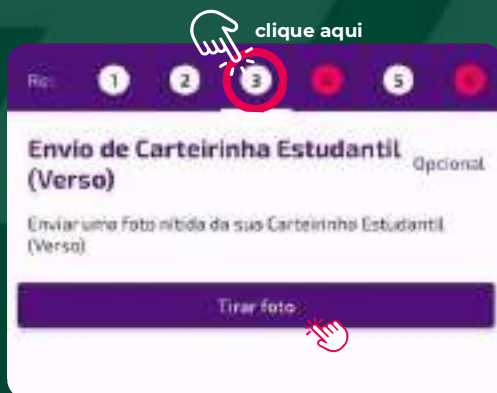 clique aqui
1 2 3 5
Envio de Carteirinha Estudantil
(Verso)
Opcional
Enviar uma foto nítida da sua Carteirinha Estudantil
(Verso)
Tirar foto